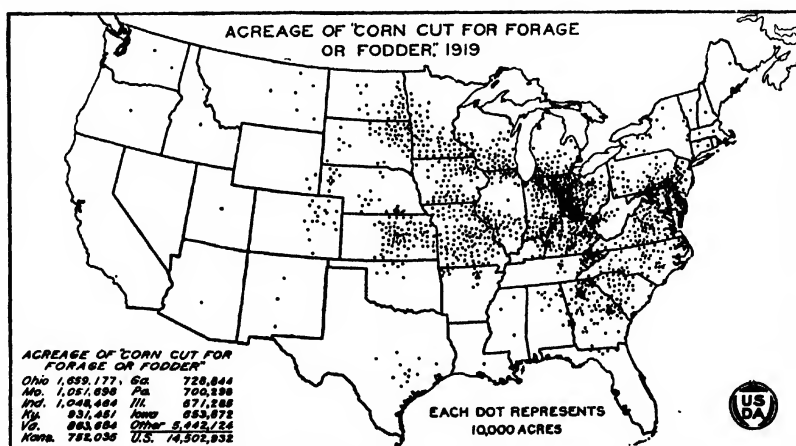 ACREAGE OF "CORN CUT FOR FORAGE
OR FODDER", 1919
ACREAGE OF "CORN CUT FOR
FORAGE OR FODDER"
Ohio 1,659,177, Ga. 728,844
Mo. 1,051,698 Pa. 700,298
Ind. 1,048,464 Ill. 671,288
Ky. 931,451 Iowa 653,872
Va. 863,684 Other 5,442,124
Kans. 752,036 U.S. 14,502,932
EACH DOT REPRESENTS
10,000 ACRES
US
DA